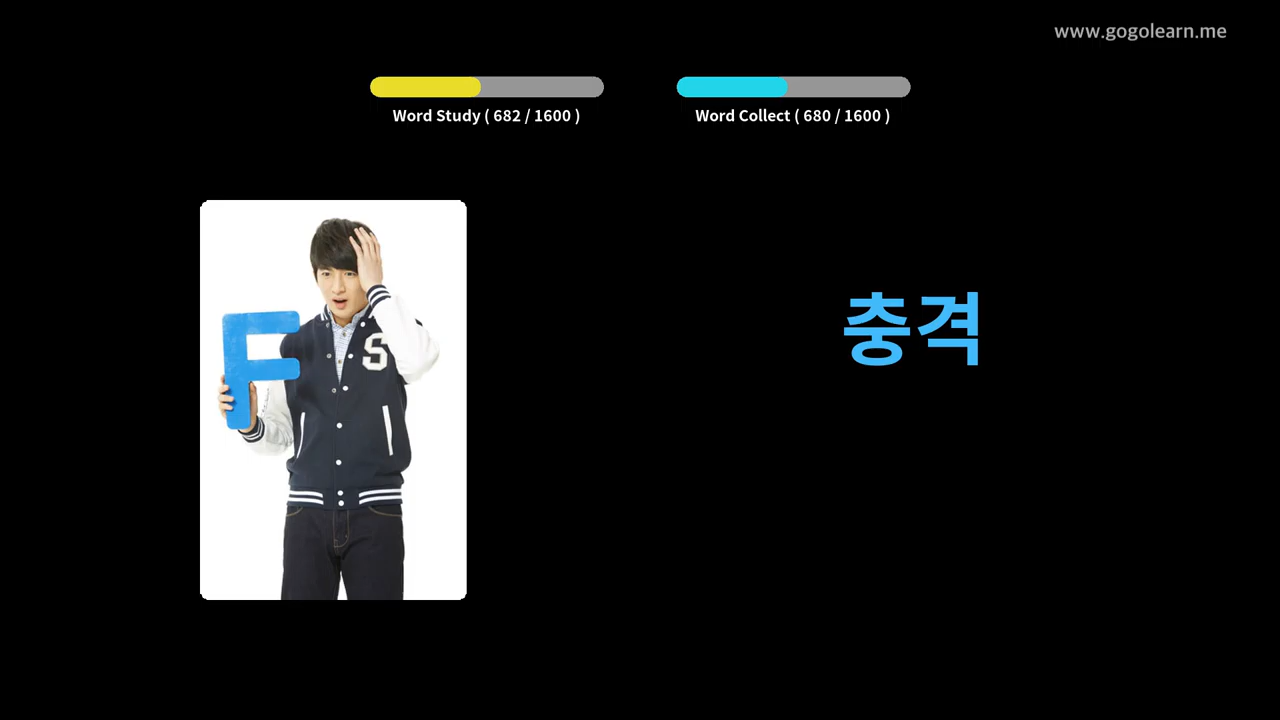 www.gogolearn.me
Word Study ( 682 / 1600 )
Word Collect ( 680 / 1600 )
F
S
충격